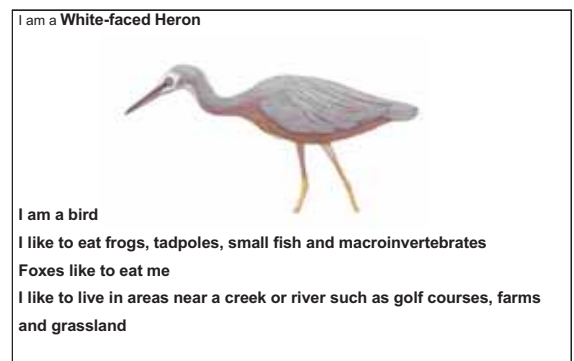 I am a White-faced Heron
I am a bird
I like to eat frogs, tadpoles, small fish and macroinvertebrates
Foxes like to eat me
I like to live in areas near a creek or river such as golf courses, farms
and grassland